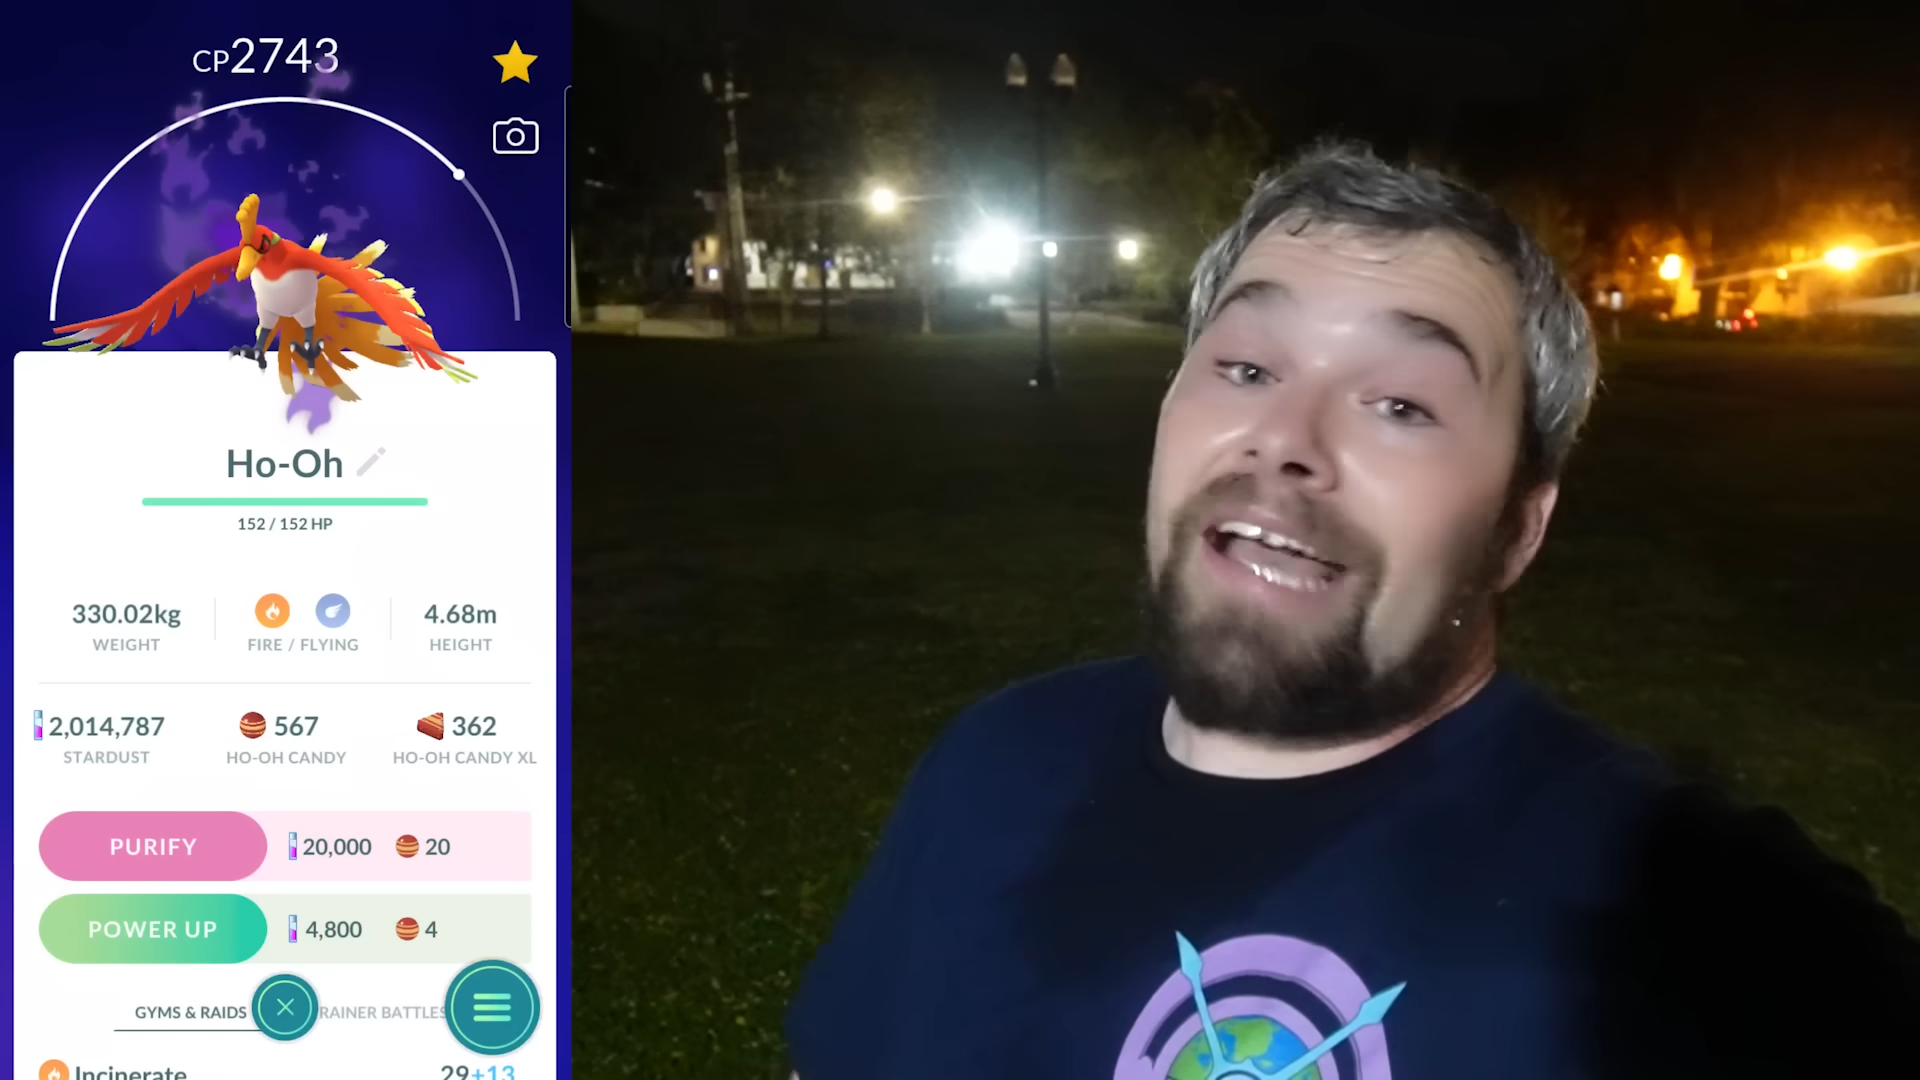 CP2743
Ho-Oh
152 / 152 HP
330.02kg
WEIGHT
FIRE / FLYING
4.68m
HEIGHT
2,014,787
STARDUST
567
HO-OH CANDY
362
HO-OH CANDY XL
PURIFY 20,000 20
POWER UP 4,800 4
GYMS & RAIDS RAINER BATTLES
Incinerate 29+13